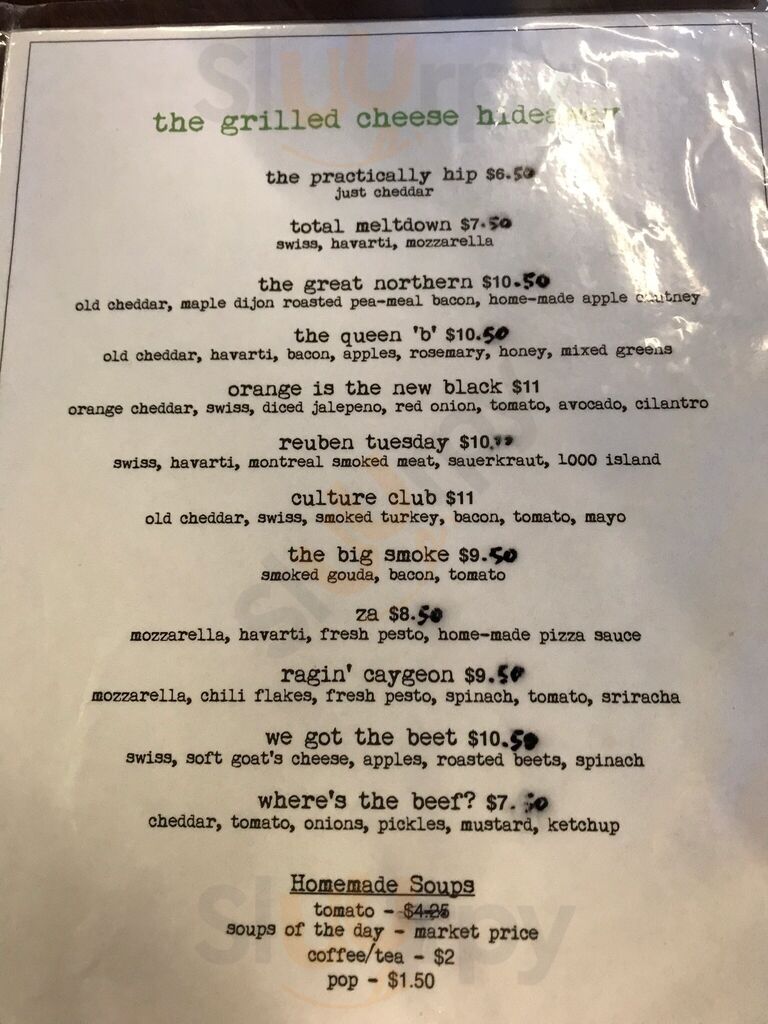 the grilled cheese hideaway
the practically hip $6.50
just cheddar
total meltdown $7.50
swiss, havarti, mozzarella
the great northern $10.50
old cheddar, maple dijon roasted pea-meal bacon, home-made apple chutney
the queen 'b' $10.50
old cheddar, havarti, bacon, apples, rosemary, honey, mixed greens
orange is the new black $11
orange cheddar, swiss, diced jalepeno, red onion, tomato, avocado, cilantro
reuben tuesday
swiss, havarti, montreal smoked meat, sauerkraut, 1000 island
culture club $11
old cheddar, swiss, smoked turkey, bacon, tomato, mayo
the big smoke $9.50
smoked gouda, bacon, tomato
za $8.50
mozzarella, havarti, fresh pesto, home-made pizza sauce
ragin' caygeon $9.50
mozzarella, chili flakes, fresh pesto, spinach, tomato, sriracha
we got the beet $10.50
swiss, soft goat's cheese, apples, roasted beets, spinach
where's the beef? $7.50
cheddar, tomato, onions, pickles, mustard, ketchup
Homemade Soups
tomato - $4.25
soups of the day - market price
coffee/tea - $2
pop - $1.50